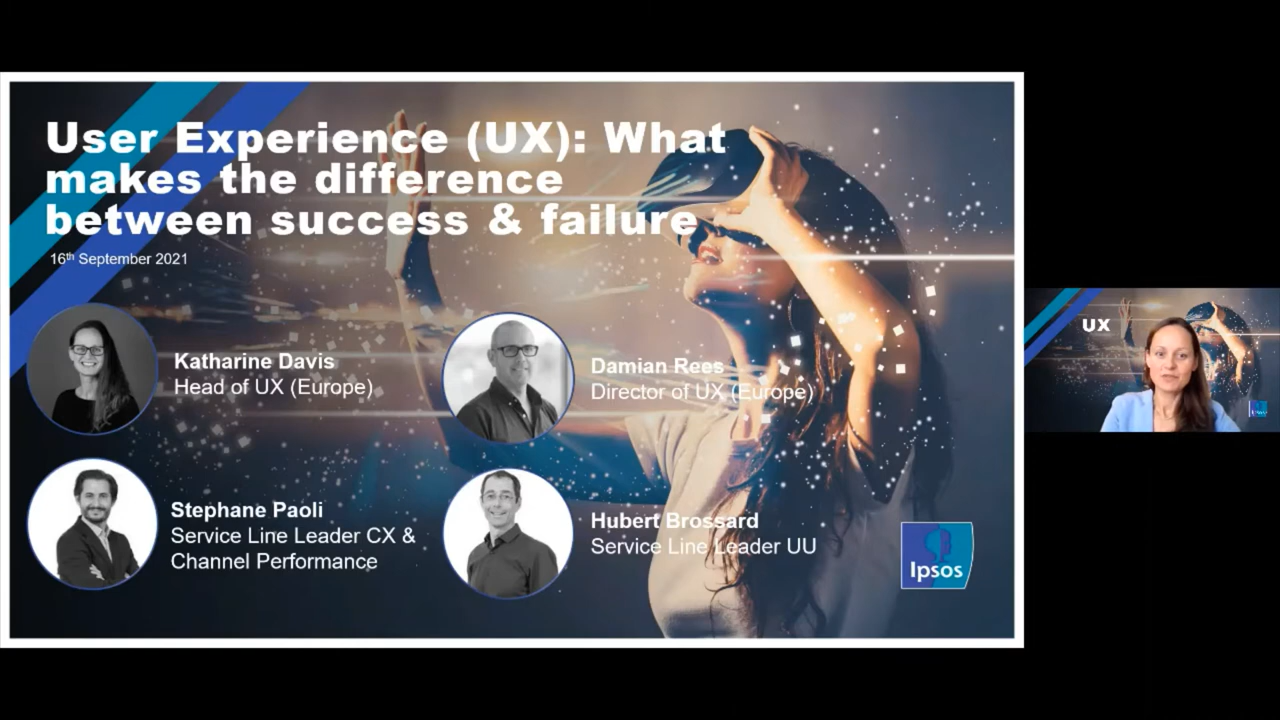 User Experience (UX): What
makes the difference
between success & failure
16th September 2021
Katharine Davis
Head of UX (Europe)
Damian Rees
Director of UX (Europe)
Stephane Paoli
Service Line Leader CX &
Channel Performance
Hubert Brossard
Service Line Leader UU
Ipsos
UX
Ipsos